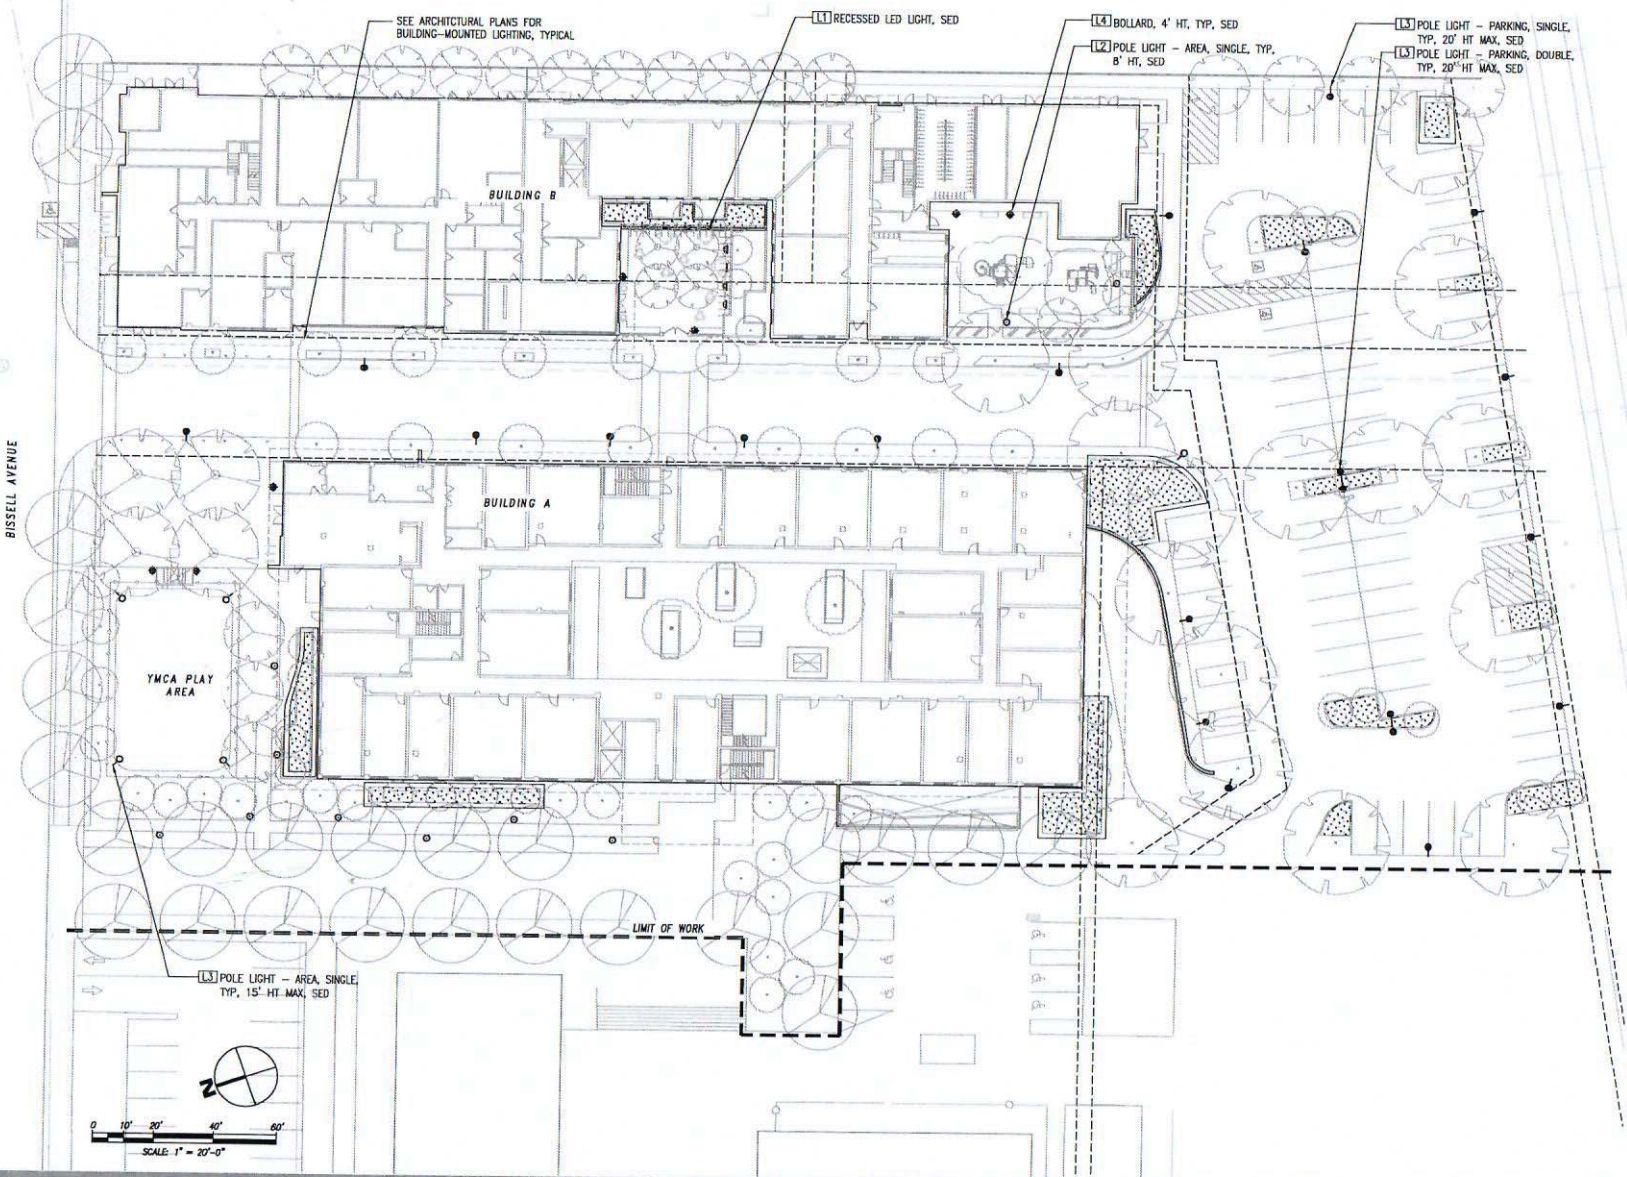 SEE ARCHITCTURAL PLANS FOR
BUILDING-MOUNTED LIGHTING, TYPICAL
L1 RECESSED LED LIGHT, SED
L4 BOLLARD, 4' HT, TYP, SED
L2 POLE LIGHT - AREA, SINGLE, TYP,
8' HT, SED
L3 POLE LIGHT - PARKING, SINGLE,
TYP, 20' HT MAX, SED
L3 POLE LIGHT - PARKING, DOUBLE,
TYP, 20' HT MAX, SED
BUILDING B
BISSELL AVENUE
BUILDING A
YMCA PLAY
AREA
LIMIT OF WORK
L3 POLE LIGHT - AREA, SINGLE,
TYP, 15' HT MAX, SED
N
0 10' 20' 40' 60'
SCALE: 1" = 20'-0"